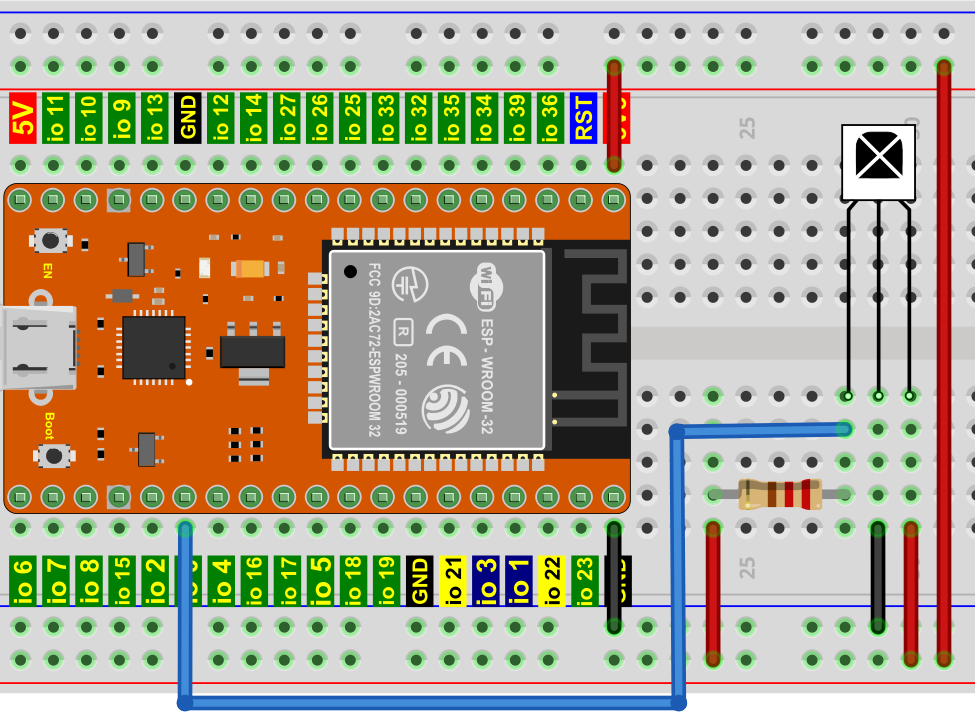 5V
io 11
io 10
io 9
io 13
GND
io 12
io 14
io 27
io 26
io 25
io 33
io 32
io 35
io 34
io 39
io 36
RST
25
EN
Boot
FCC 9D:2AC72-ESPWROOM 32
R
205 - 000519
CE
Wi Fi
ESP - WROOM -32
io 6
io 7
io 8
io 15
io 2
io 4
io 16
io 17
io 5
io 18
io 19
GND
io 21
io 3
io 1
io 22
io 23
25